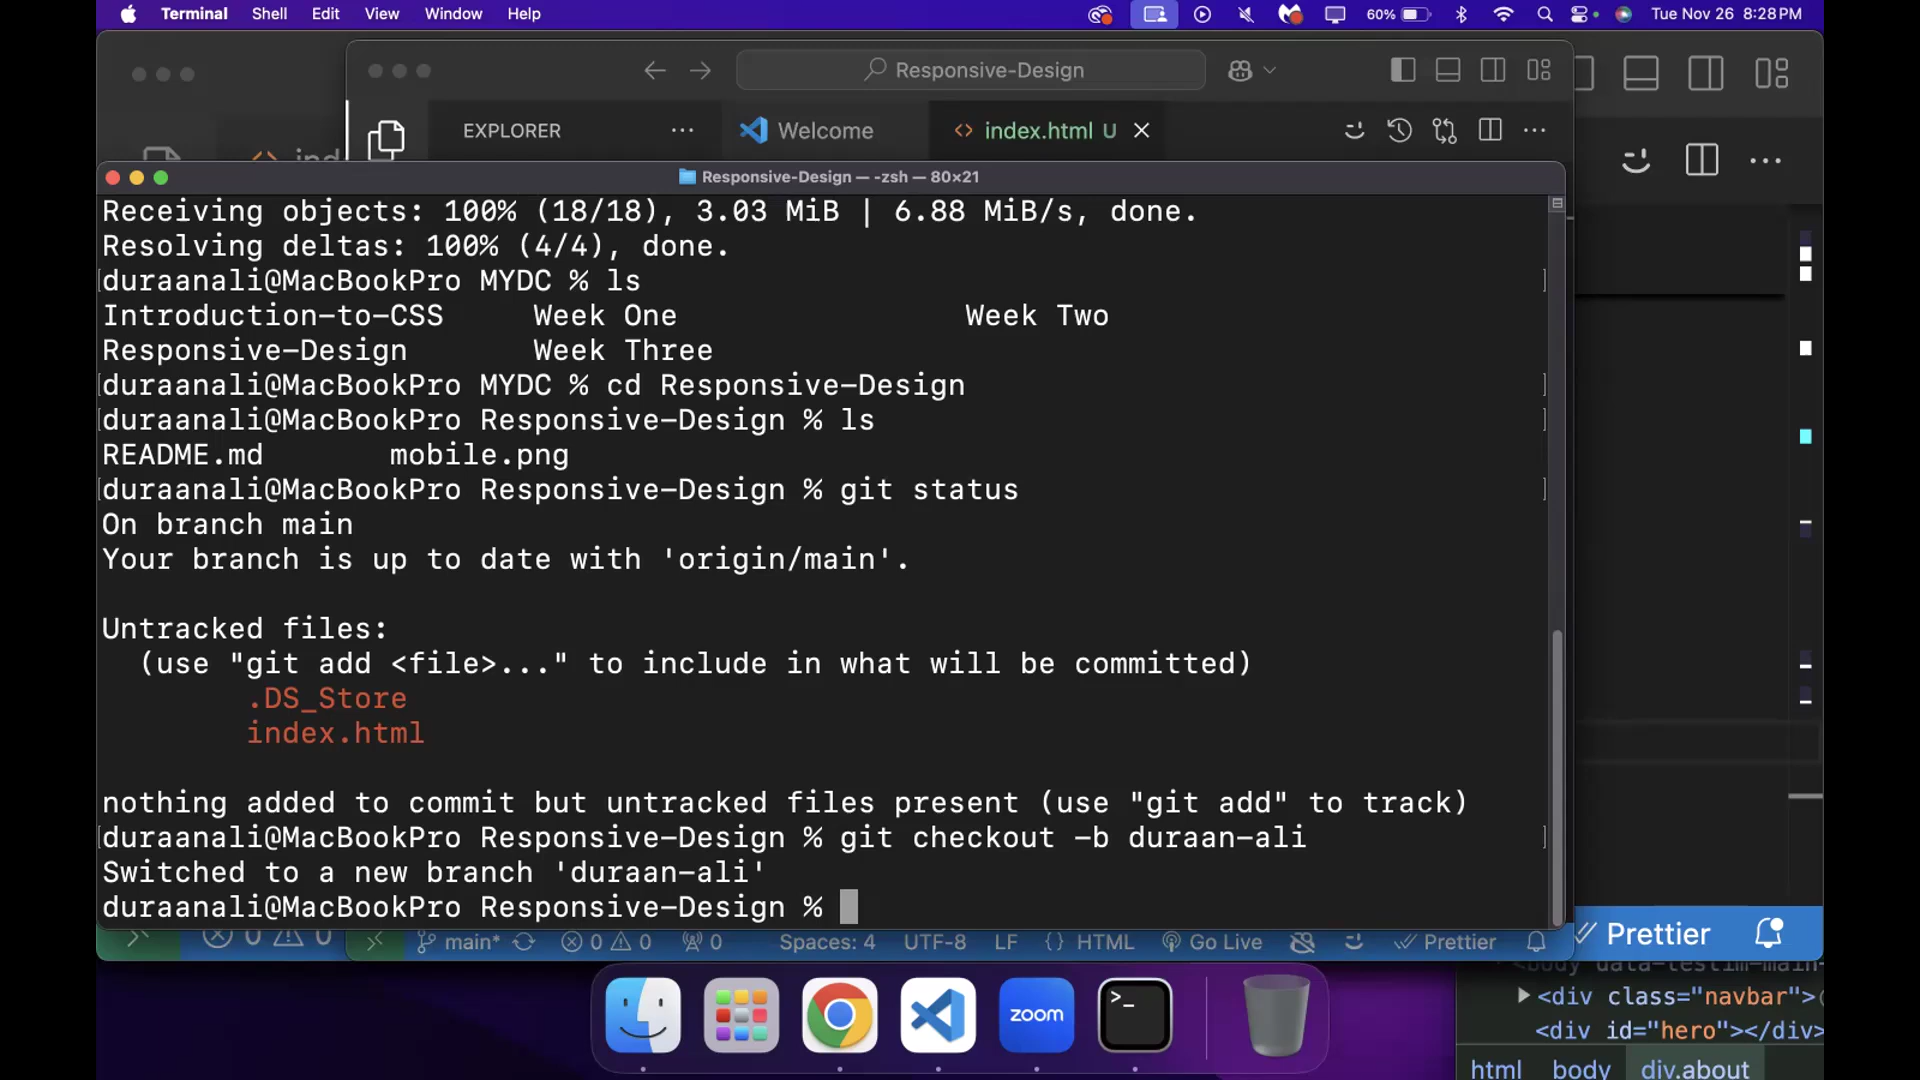 Terminal Shell Edit View Window Help 60% Tue Nov 26 8:28 PM
Responsive-Design
EXPLORER ... Welcome <> index.html U ...
Responsive-Design — -zsh — 80×21
Receiving objects: 100% (18/18), 3.03 MiB | 6.88 MiB/s, done.
Resolving deltas: 100% (4/4), done.
duraanali@MacBookPro MYDC % ls
Introduction-to-CSS Week One Week Two
Responsive-Design Week Three
duraanali@MacBookPro MYDC % cd Responsive-Design
duraanali@MacBookPro Responsive-Design % ls
README.md mobile.png
duraanali@MacBookPro Responsive-Design % git status
On branch main
Your branch is up to date with 'origin/main'.
Untracked files:
(use "git add <file>..." to include in what will be committed)
.DS_Store
index.html
nothing added to commit but untracked files present (use "git add" to track)
duraanali@MacBookPro Responsive-Design % git checkout -b duraan-ali
Switched to a new branch 'duraan-ali'
duraanali@MacBookPro Responsive-Design %
0 0 main* 0 0 0 Spaces: 4 UTF-8 LF {} HTML Go Live Prettier Prettier
<div class="navbar">
<div id="hero"></div>
html body div.about
zoom